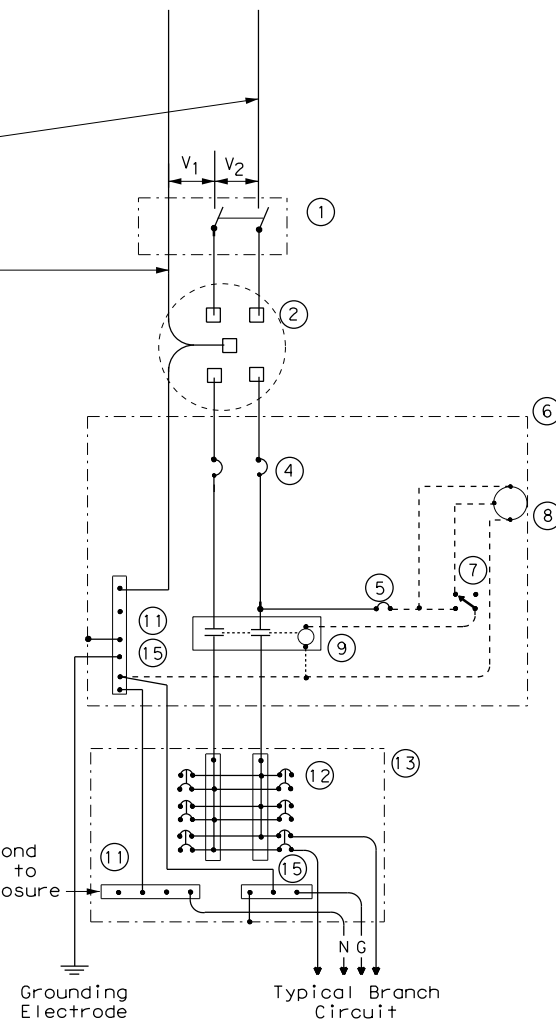 V1 V2
1
2
6
4
8
5
7
11
15
9
13
12
11
ond
to
15
osure
N G
Grounding
Electrode
Typical Branch
Circuit